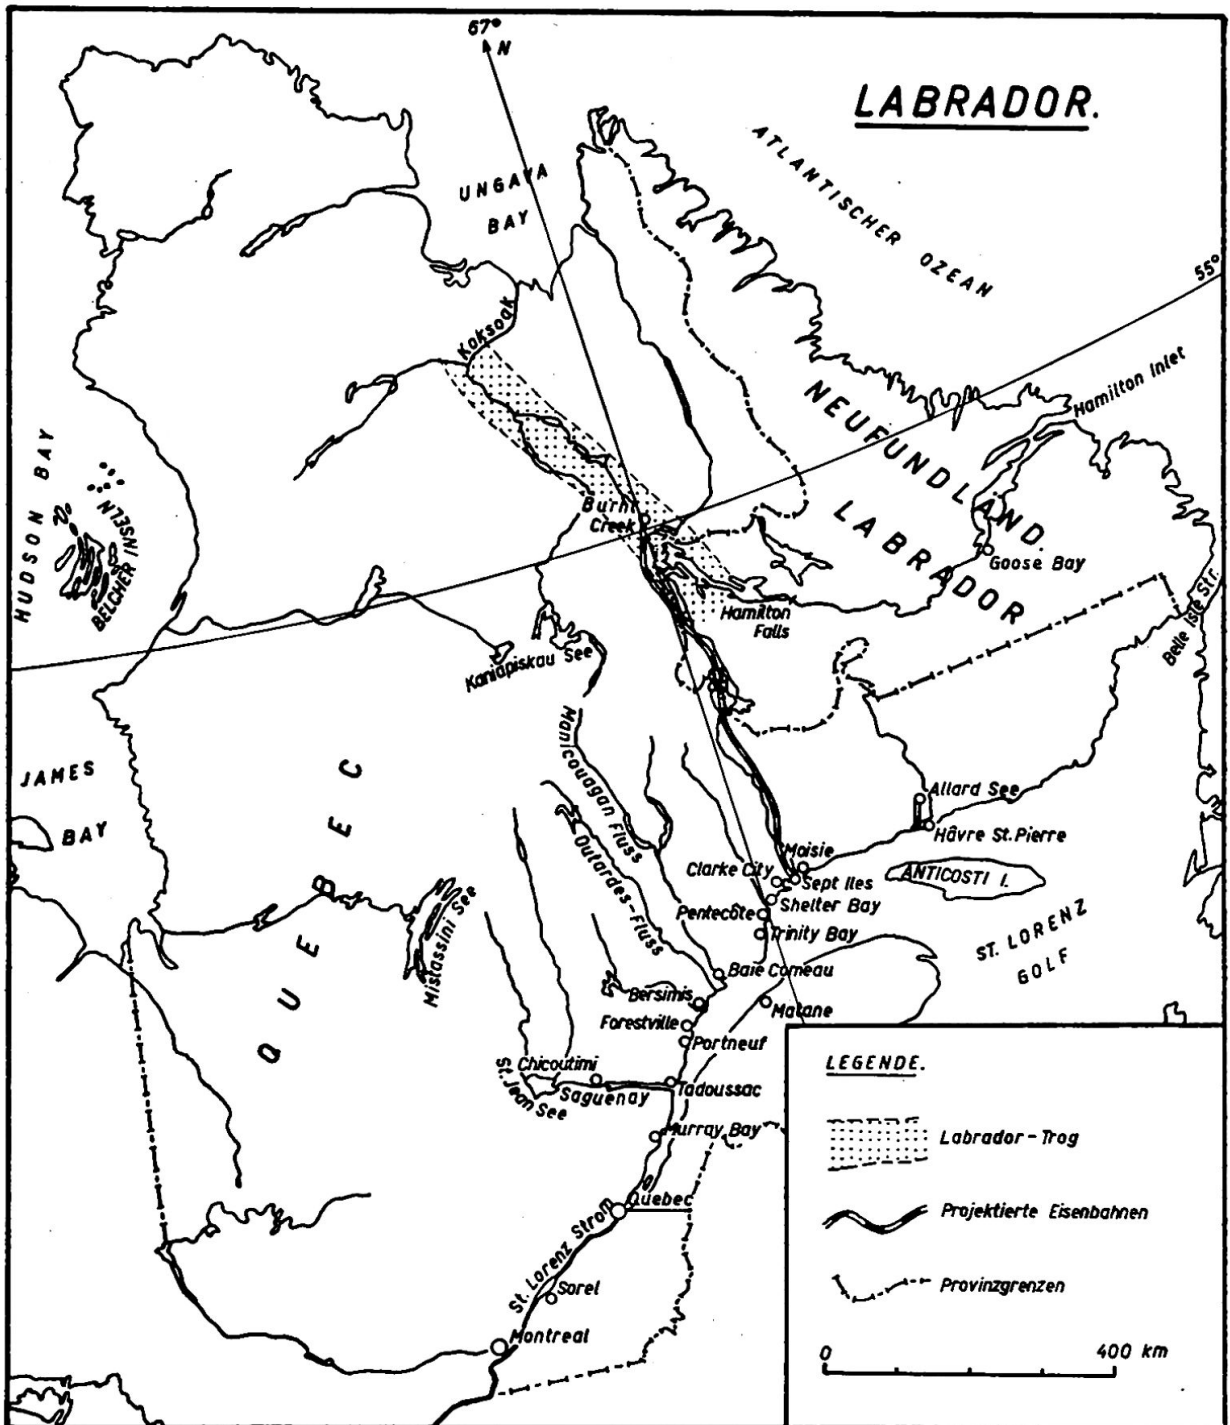 67°
N
LABRADOR.
ATLANTISCHER OZEAN
UNGAVA
BAY
55°
Koksoak
Hamilton Inlet
NEUFUNDLAND.
LABRADOR
HUDSON BAY
BELCHER INSELN
Burnt
Creek
Goose Bay
Hamilton
Falls
Belle Isle Str.
Kaniapiskau See
JAMES
BAY
QUEBEC
Manicouagan Fluss
Outardes-Fluss
Allard See
Hâvre St. Pierre
Moisie
Clarke City
Sept Iles
ANTICOSTI I.
Shelter Bay
Pentecôte
Trinity Bay
ST. LORENZ
GOLF
Mistassini See
Baie Comeau
Bersimis
Matane
Forestville
Portneuf
Chicoutimi
St. Jean See
Saguenay
Tadoussac
Murray Bay
Quebec
St. Lorenz Strom
Sorel
Montreal
LEGENDE.
Labrador-Trog
Projektierte Eisenbahnen
Provinzgrenzen
0 400 km